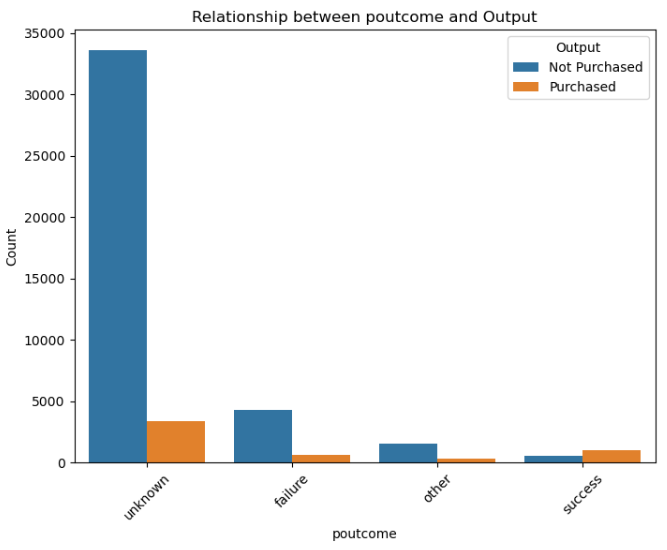 Relationship between poutcome and Output
Output
Not Purchased
Purchased
35000
30000
25000
20000
15000
10000
5000
0
Count
unknown
failure
other
success
poutcome